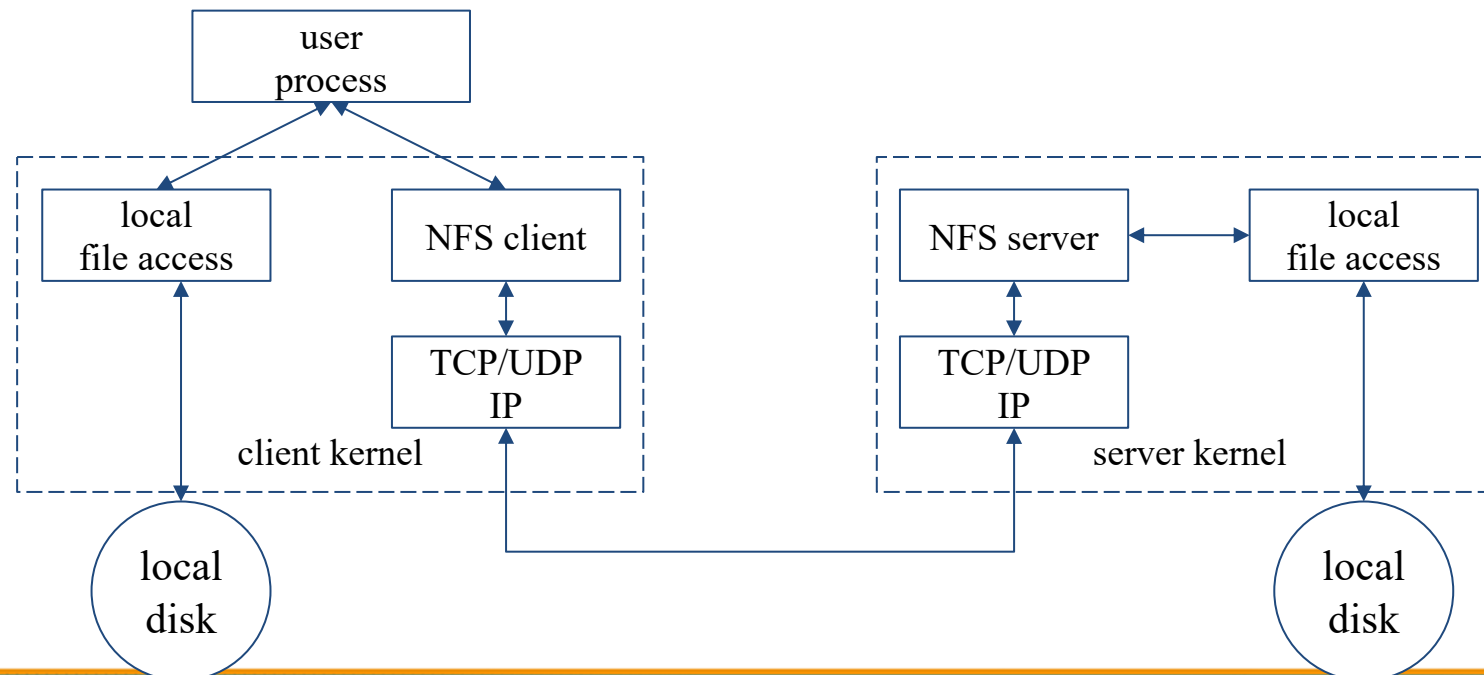 user
process
local
file access
NFS client
NFS server
local
file access
TCP/UDP
IP
TCP/UDP
IP
client kernel
server kernel
local
disk
local
disk